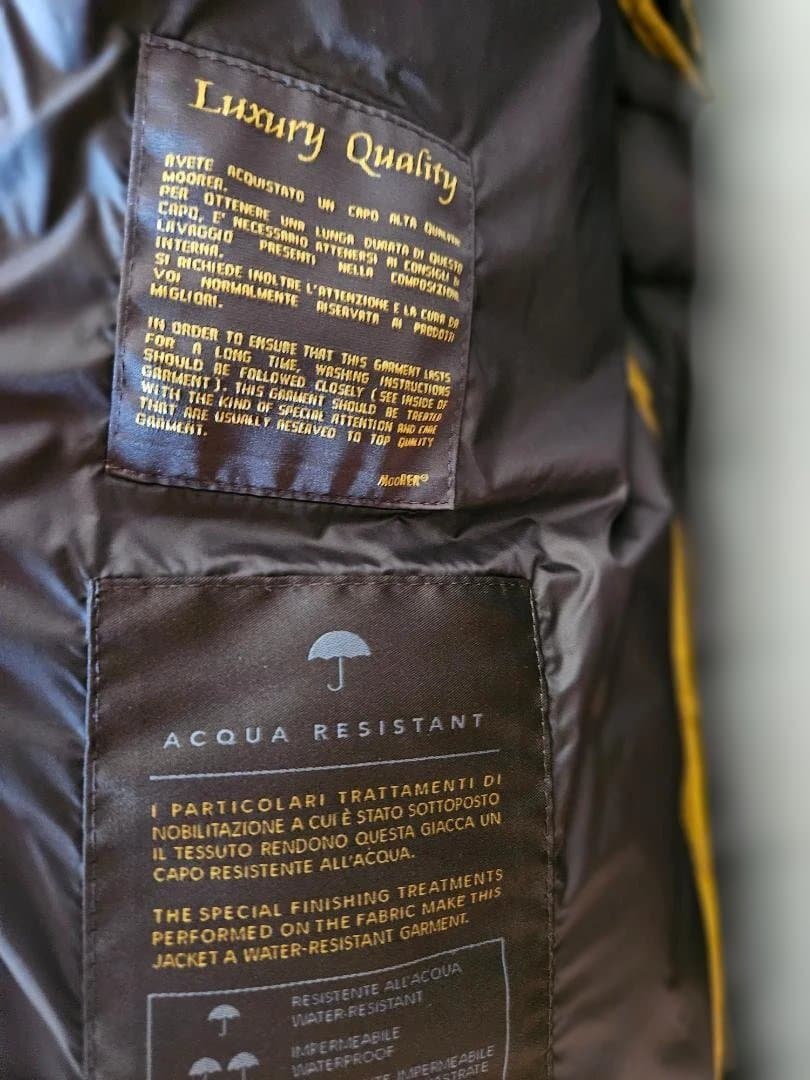 Luxury Quality
AVETE ACQUISTATO UN CAPO ALTA QUALITA'
MOORER.
PER OTTENERE UNA LUNGA DURATA DI QUESTO
CAPO, E' NECESSARIO ATTENERSI AI CONSIGLI DI
LAVAGGIO PRESENTI NELLA COMPOSIZIONE
INTERNA.
SI RICHIEDE INOLTRE L'ATTENZIONE E LA CURA DA
VOI NORMALMENTE RISERVATA AI PRODOTTI
MIGLIORI.
IN ORDER TO ENSURE THAT THIS GARMENT LASTS
FOR A LONG TIME, WASHING INSTRUCTIONS
SHOULD BE FOLLOWED CLOSELY ( SEE INSIDE OF
GARMENT ). THIS GARMENT SHOULD BE TREATED
WITH THE KIND OF SPECIAL ATTENTION AND CARE
THAT ARE USUALLY RESERVED TO TOP QUALITY
GARMENT.
MOORER®
ACQUA RESISTANT
I PARTICOLARI TRATTAMENTI DI
NOBILITAZIONE A CUI È STATO SOTTOPOSTO
IL TESSUTO RENDONO QUESTA GIACCA UN
CAPO RESISTENTE ALL'ACQUA.
THE SPECIAL FINISHING TREATMENTS
PERFORMED ON THE FABRIC MAKE THIS
JACKET A WATER-RESISTANT GARMENT.
RESISTENTE ALL'ACQUA
WATER-RESISTANT
IMPERMEABILE
WATERPROOF
IMPERMEABILE